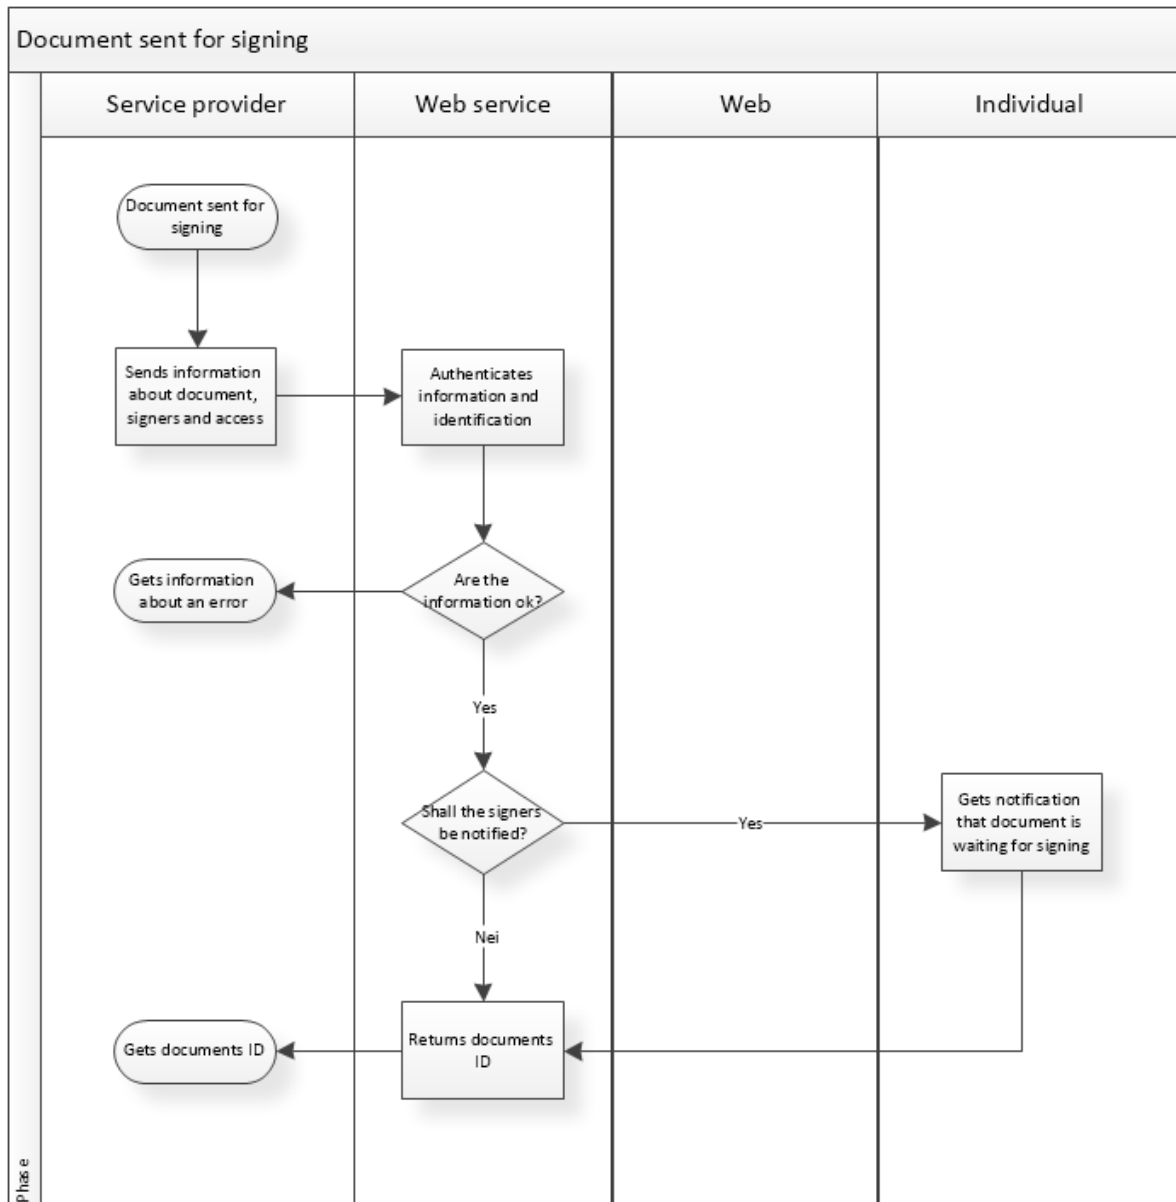 Document sent for signing
Service provider
Web service
Web
Individual
Document sent for
signing
Sends information
about document,
signers and access
Authenticates
information and
identification
Gets information
about an error
Are the
information ok?
Yes
Shall the signers
be notified?
Yes
Gets notification
that document is
waiting for signing
Nei
Gets documents ID
Returns documents
ID
Phase